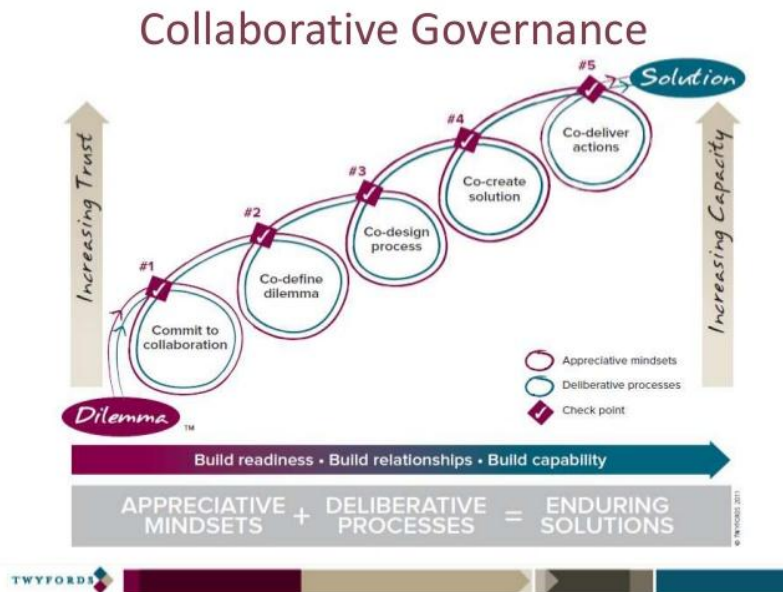 Collaborative Governance
#5
Solution
Increasing Trust
Increasing Capacity
#4
Co-deliver
actions
#3
Co-create
solution
#2
Co-design
process
#1
Co-define
dilemma
Commit to
collaboration
Appreciative mindsets
Deliberative processes
Check point
Dilemma
TM
Build readiness • Build relationships • Build capability
APPRECIATIVE
MINDSETS
+
DELIBERATIVE
PROCESSES
=
ENDURING
SOLUTIONS
© TWYFORDS 2011
TWYFORDS